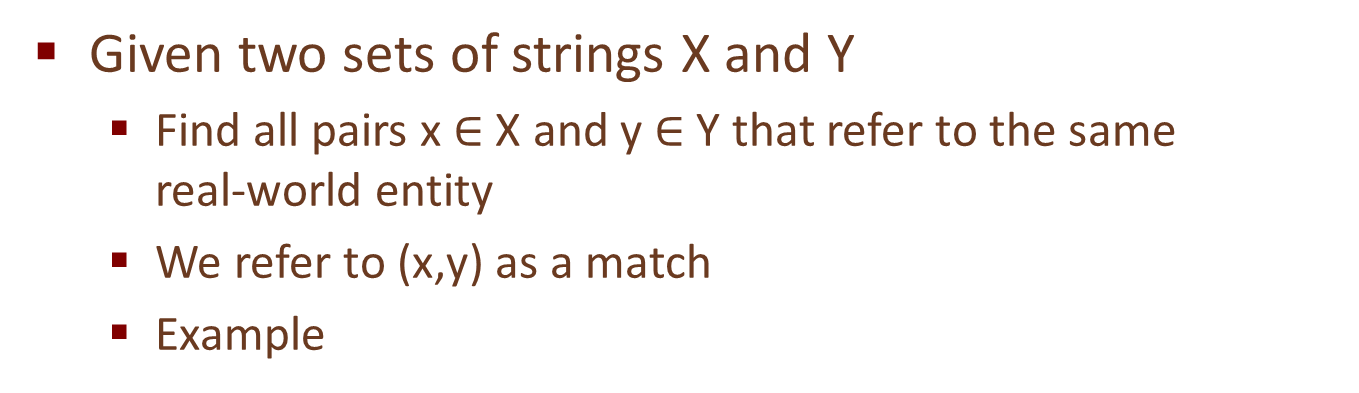 ▪ Given two sets of strings X and Y
▪ Find all pairs x ∈ X and y ∈ Y that refer to the same
real-world entity
▪ We refer to (x,y) as a match
▪ Example